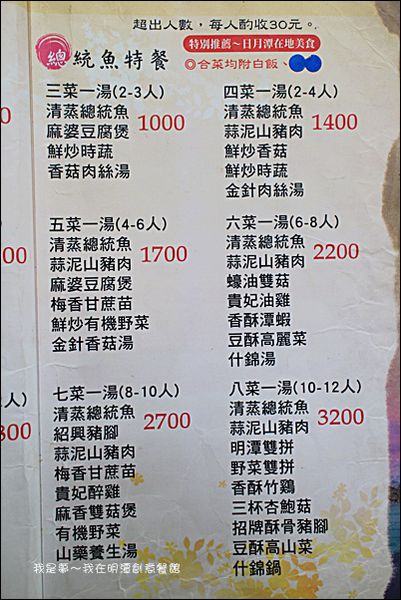 超出人數，每人酌收30元。
特別推薦～日月潭在地美食
總統魚特餐
◎合菜均附白飯、
三菜一湯(2-3人)
清蒸總統魚
麻婆豆腐煲
鮮炒時蔬
香菇肉絲湯
1000
四菜一湯(2-4人)
清蒸總統魚
蒜泥山豬肉
鮮炒香菇
鮮炒時蔬
金針肉絲湯
1400
五菜一湯(4-6人)
清蒸總統魚
蒜泥山豬肉
麻婆豆腐煲
梅香甘蔗苗
鮮炒有機野菜
金針香菇湯
1700
六菜一湯(6-8人)
清蒸總統魚
蒜泥山豬肉
蠔油雙菇
貴妃油雞
香酥潭蝦
豆酥高麗菜
什錦湯
2200
七菜一湯(8-10人)
清蒸總統魚
紹興豬腳
蒜泥山豬肉
梅香甘蔗苗
貴妃醉雞
麻香雙菇煲
有機野菜
山藥養生湯
2700
八菜一湯(10-12人)
清蒸總統魚
蒜泥山豬肉
明潭雙拼
野菜雙拼
香酥竹鷄
三杯杏鮑菇
招牌酥骨豬腳
豆酥高山菜
什錦鍋
3200
0
00
人)
300
我是夢～我在明潭創意餐館